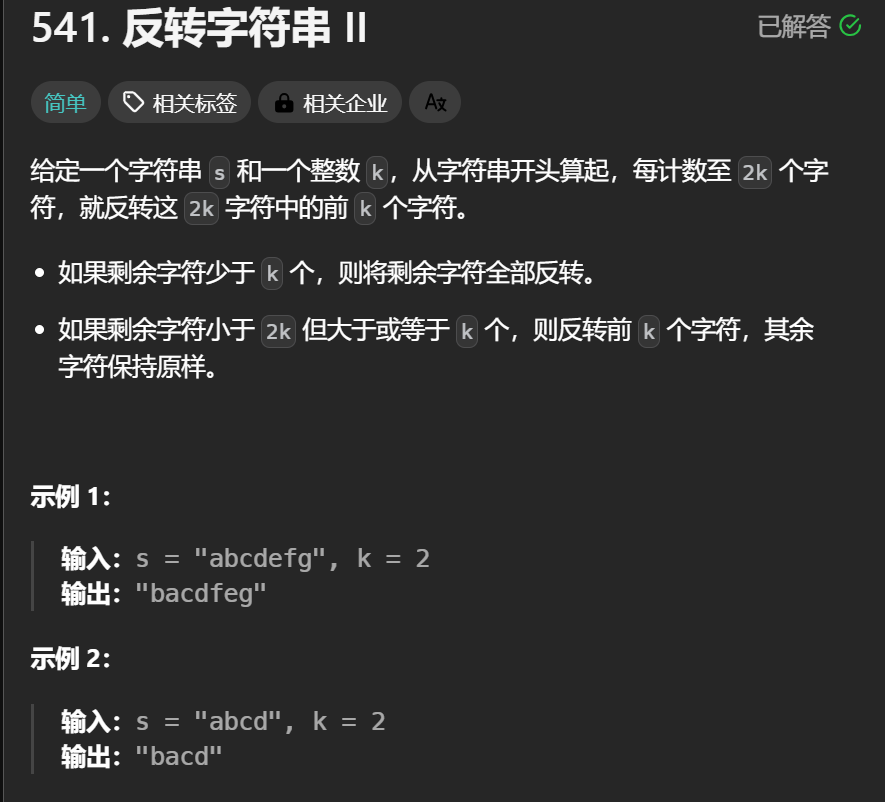 541. 反转字符串 II
已解答
简单 相关标签 相关企业 Aあ
给定一个字符串 s 和一个整数 k，从字符串开头算起，每计数至 2k 个字
符，就反转这 2k 字符中的前 k 个字符。
• 如果剩余字符少于 k 个，则将剩余字符全部反转。
• 如果剩余字符小于 2k 但大于或等于 k 个，则反转前 k 个字符，其余
字符保持原样。
示例 1：
输入：s = "abcdefg", k = 2
输出："bacdfeg"
示例 2：
输入：s = "abcd", k = 2
输出："bacd"